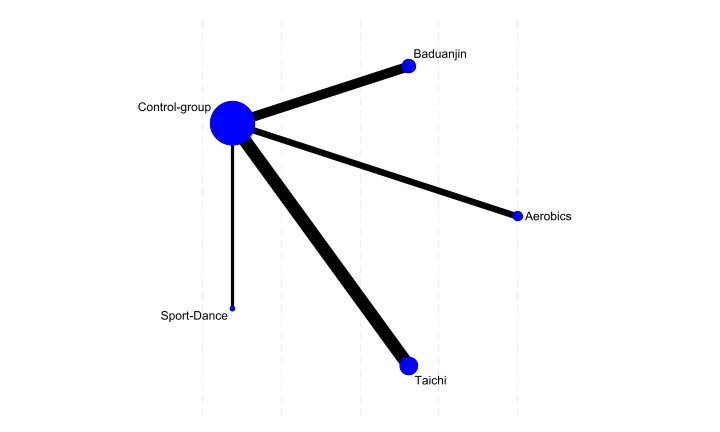 Baduanjin
Control-group
Aerobics
Sport-Dance
Taichi